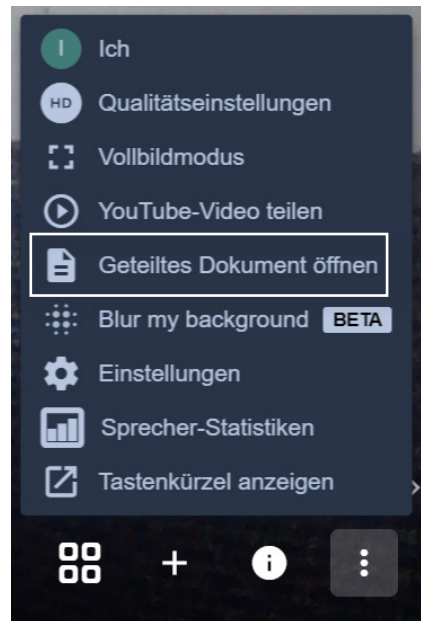 I Ich
HD Qualitätseinstellungen
Vollbildmodus
YouTube-Video teilen
Geteiltes Dokument öffnen
Blur my background BETA
Einstellungen
Sprecher-Statistiken
Tastenkürzel anzeigen